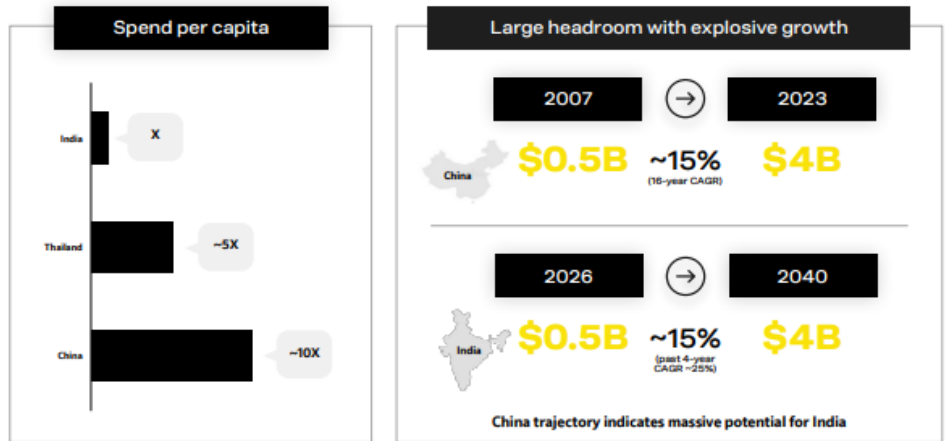 Spend per capita
India
X
Thailand
~5X
China
~10X
Large headroom with explosive growth
2007
2023
China
$0.5B
~15%
(16-year CAGR)
$4B
2026
2040
India
$0.5B
~15%
(past 4-year
CAGR ~25%)
$4B
China trajectory indicates massive potential for India